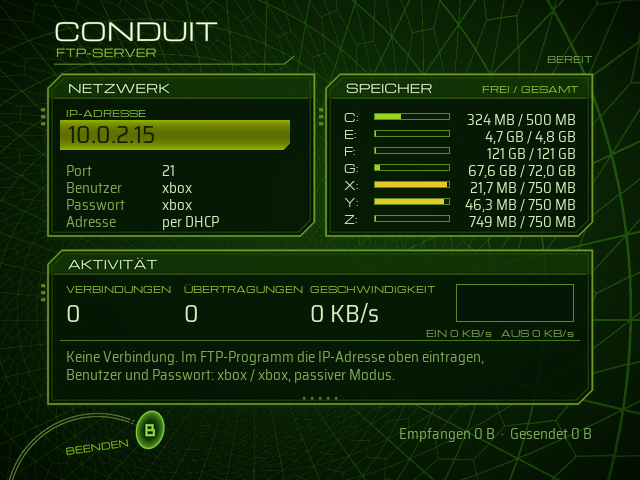 CONDUIT
FTP-SERVER
BEREIT
NETZWERK
IP-ADRESSE
10.0.2.15
Port 21
Benutzer xbox
Passwort xbox
Adresse per DHCP
SPEICHER FREI / GESAMT
C: 324 MB / 500 MB
E: 4,7 GB / 4,8 GB
F: 121 GB / 121 GB
G: 67,6 GB / 72,0 GB
X: 21,7 MB / 750 MB
Y: 46,3 MB / 750 MB
Z: 749 MB / 750 MB
AKTIVITÄT
VERBINDUNGEN ÜBERTRAGUNGEN GESCHWINDIGKEIT
0 0 0 KB/s
EIN 0 KB/s AUS 0 KB/s
Keine Verbindung. Im FTP-Programm die IP-Adresse oben eintragen,
Benutzer und Passwort: xbox / xbox, passiver Modus.
BEENDEN B
Empfangen 0 B · Gesendet 0 B